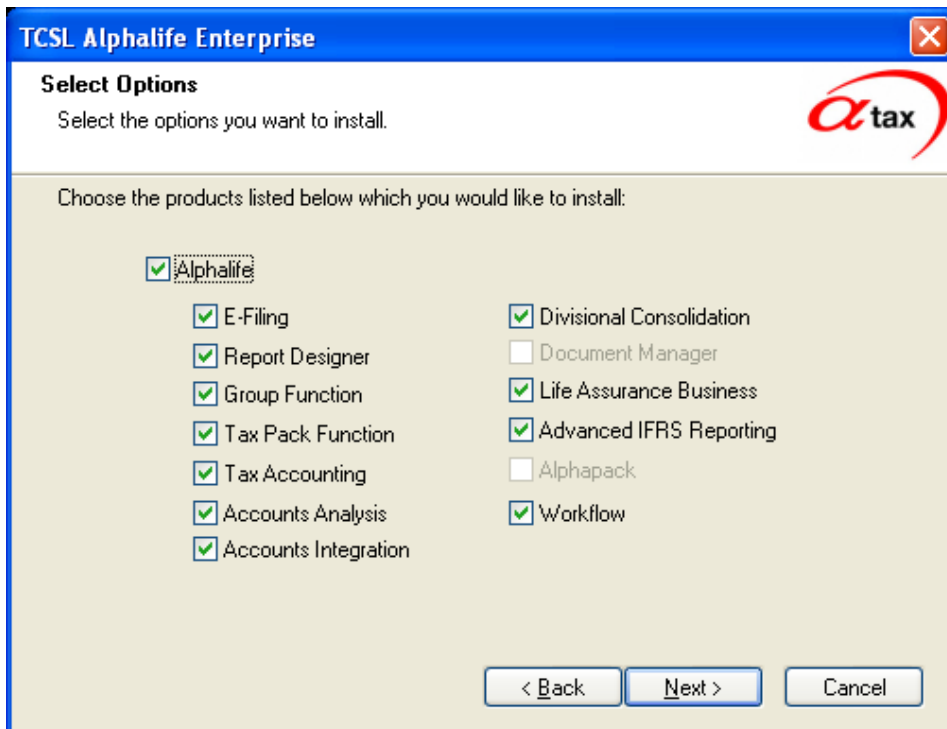 TCSL Alphalife Enterprise
Select Options
Select the options you want to install.
α tax
Choose the products listed below which you would like to install:
Alphalife
E-Filing
Report Designer
Group Function
Tax Pack Function
Tax Accounting
Accounts Analysis
Accounts Integration
Divisional Consolidation
Document Manager
Life Assurance Business
Advanced IFRS Reporting
Alphapack
Workflow
< Back
Next >
Cancel